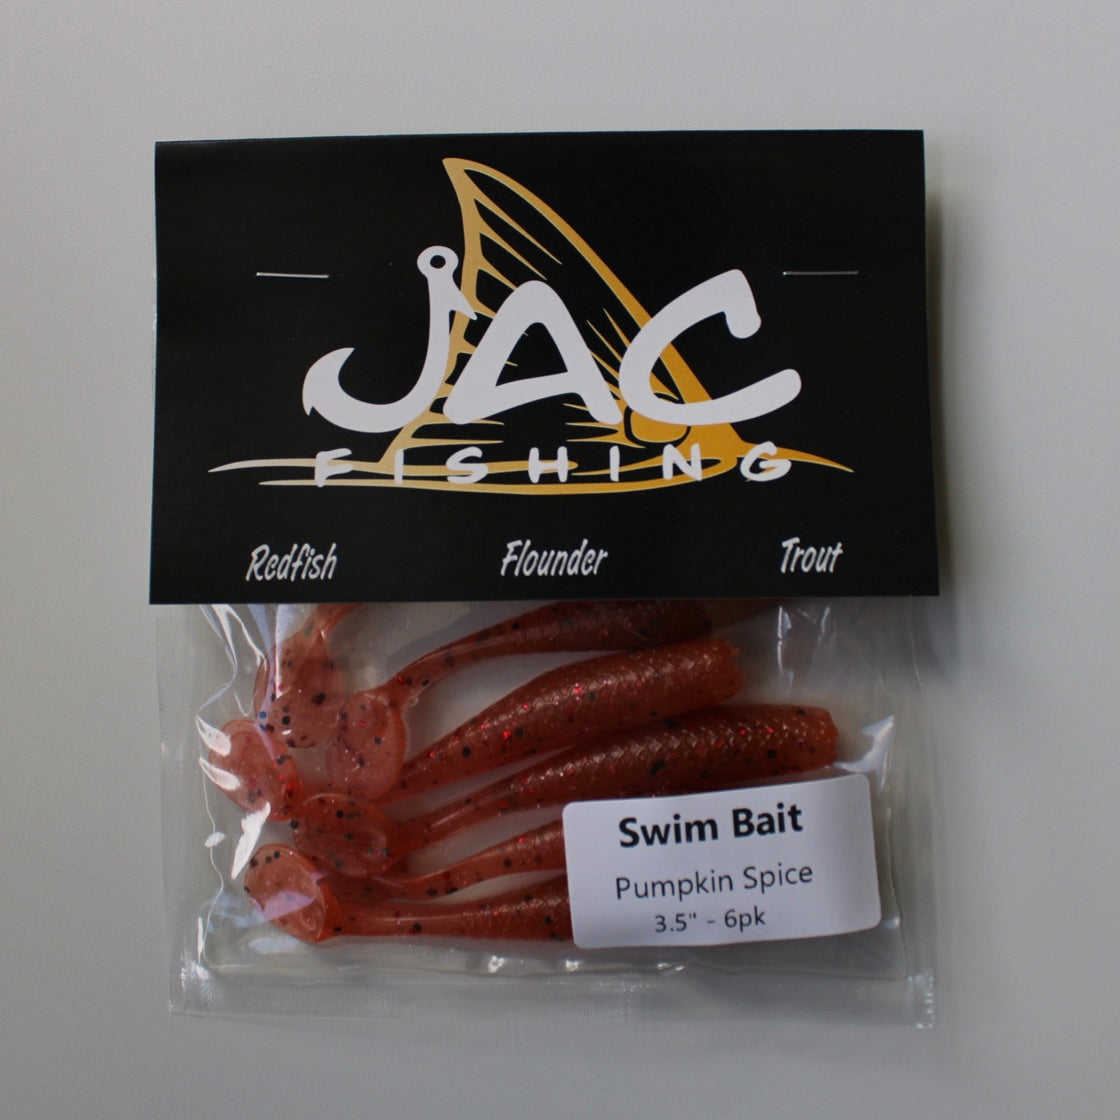 JAC
FISHING
Redfish Flounder Trout
Swim Bait
Pumpkin Spice
3.5" - 6pk